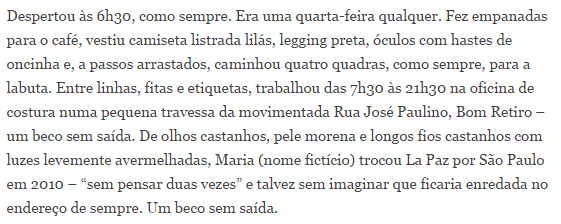 Despertou às 6h30, como sempre. Era uma quarta-feira qualquer. Fez empanadas
para o café, vestiu camiseta listrada lilás, legging preta, óculos com hastes de
oncinha e, a passos arrastados, caminhou quatro quadras, como sempre, para a
labuta. Entre linhas, fitas e etiquetas, trabalhou das 7h30 às 21h30 na oficina de
costura numa pequena travessa da movimentada Rua José Paulino, Bom Retiro –
um beco sem saída. De olhos castanhos, pele morena e longos fios castanhos com
luzes levemente avermelhadas, Maria (nome fictício) trocou La Paz por São Paulo
em 2010 – “sem pensar duas vezes” e talvez sem imaginar que ficaria enredada no
endereço de sempre. Um beco sem saída.